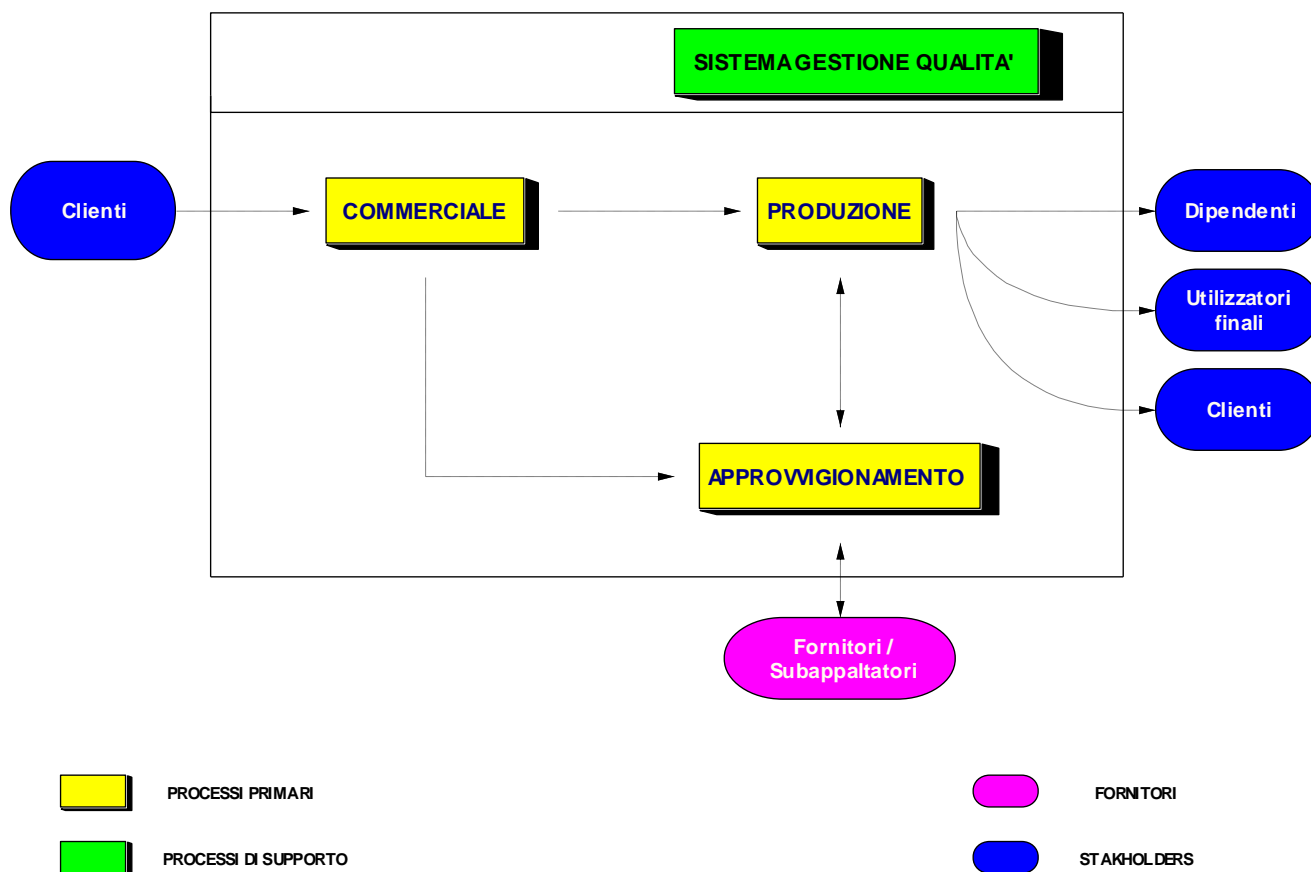 SISTEMA GESTIONE QUALITA'
Clienti
COMMERCIALE
PRODUZIONE
Dipendenti
Utilizzatori
finali
Clienti
APPROVVIGIONAMENTO
Fornitori /
Subappaltatori
PROCESSI PRIMARI
FORNITORI
PROCESSI DI SUPPORTO
STAKHOLDERS